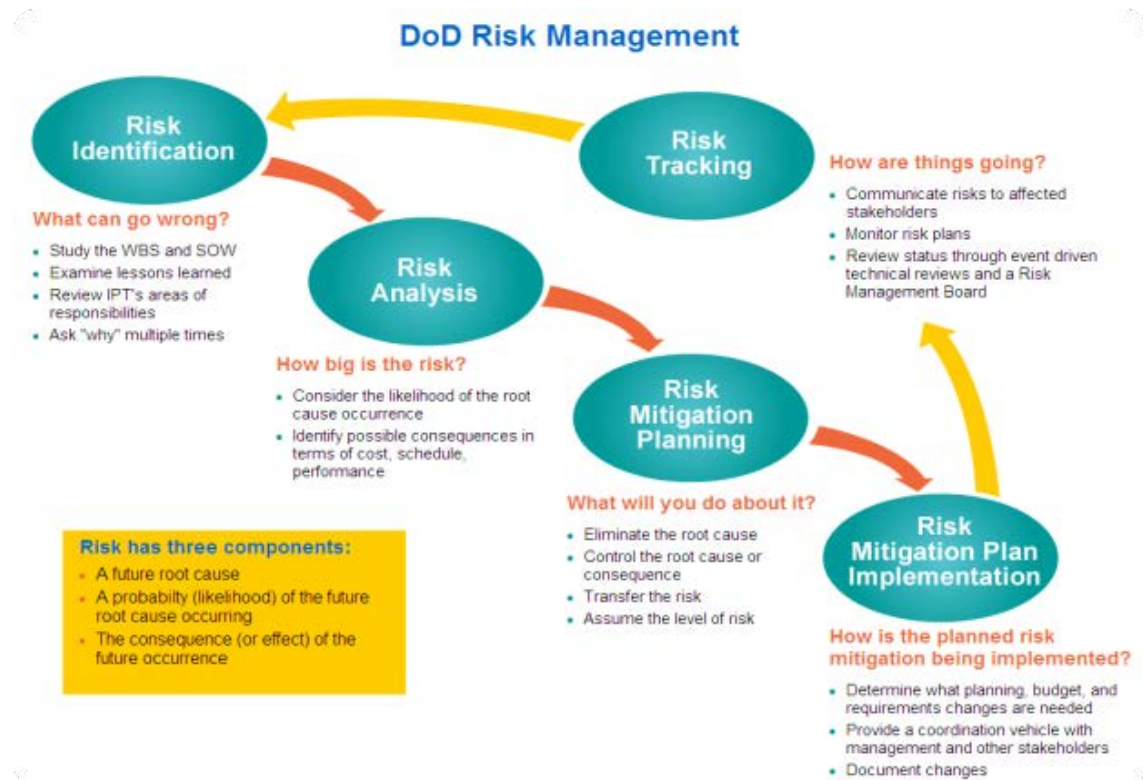 DoD Risk Management
Risk
Identification
What can go wrong?
• Study the WBS and SOW
• Examine lessons learned
• Review IPT's areas of
responsibilities
• Ask "why" multiple times
Risk
Analysis
How big is the risk?
• Consider the likelihood of the root
cause occurrence
• Identify possible consequences in
terms of cost, schedule,
performance
Risk
Mitigation
Planning
What will you do about it?
• Eliminate the root cause
• Control the root cause or
consequence
• Transfer the risk
• Assume the level of risk
Risk
Mitigation Plan
Implementation
How is the planned risk
mitigation being implemented?
• Determine what planning, budget, and
requirements changes are needed
• Provide a coordination vehicle with
management and other stakeholders
• Document changes
Risk
Tracking
How are things going?
• Communicate risks to affected
stakeholders
• Monitor risk plans
• Review status through event driven
technical reviews and a Risk
Management Board
Risk has three components:
• A future root cause
• A probabilty (likelihood) of the future
root cause occurring
• The consequence (or effect) of the
future occurrence